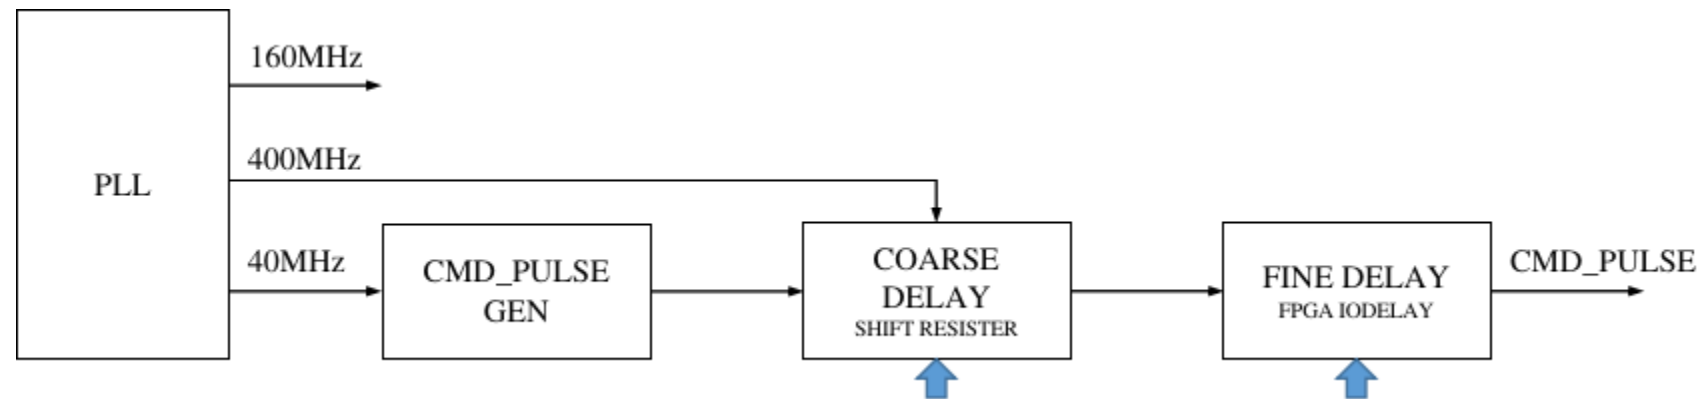 160MHz
400MHz
PLL
40MHz
CMD_PULSE
GEN
COARSE
DELAY
SHIFT RESISTER
FINE DELAY
FPGA IODELAY
CMD_PULSE